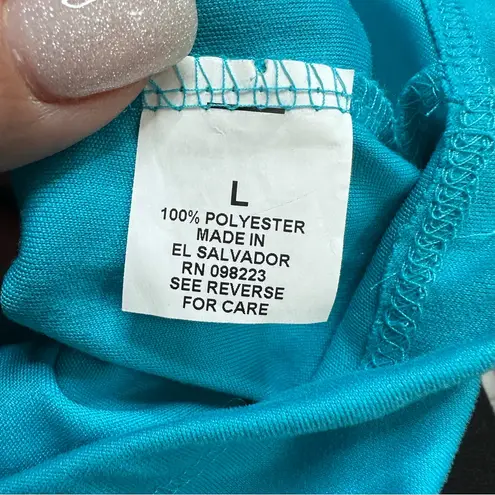 L
100% POLYESTER
MADE IN
EL SALVADOR
RN 098223
SEE REVERSE
FOR CARE